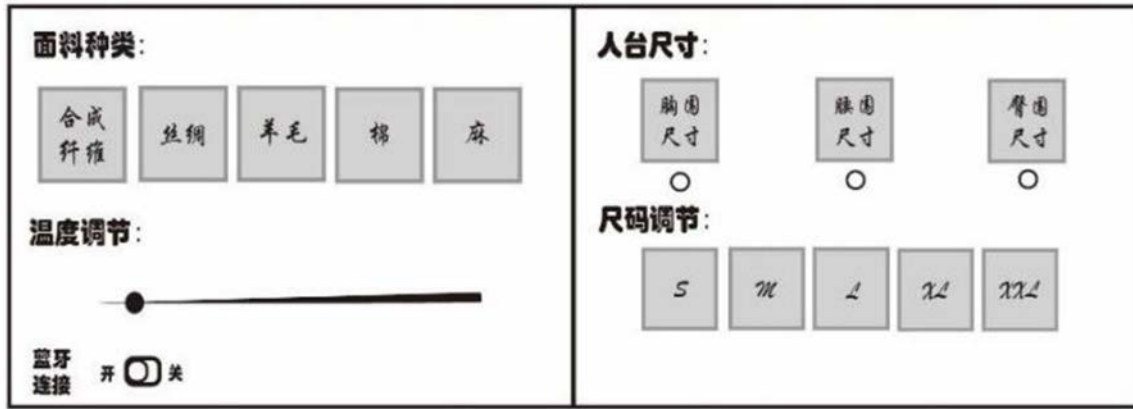 面料种类：
合成
纤维
丝绸
羊毛
棉
麻
温度调节：
蓝牙
连接
开
关
人台尺寸：
胸围
尺寸
腰围
尺寸
臀围
尺寸
尺码调节：
S
M
L
XL
XXL